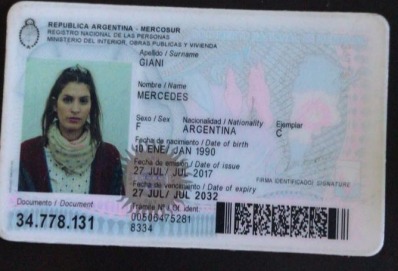 REPUBLICA ARGENTINA - MERCOSUR
REGISTRO NACIONAL DE LAS PERSONAS
MINISTERIO DEL INTERIOR, OBRAS PUBLICAS Y VIVIENDA
Apellido / Surname
GIANI
Nombre / Name
MERCEDES
Sexo / Sex Nacionalidad / Nationality Ejemplar
F ARGENTINA C
Fecha de nacimiento / Date of birth
10 ENE/ JAN 1990
Fecha de emisión / Date of issue
27 JUL/ JUL 2017
Fecha de vencimiento / Date of expiry
27 JUL/ JUL 2032
FIRMA IDENTIFICADO/ SIGNATURE
Documento / Document
34.778.131
Trámite Nº / Of. ident.
00506475281
8334